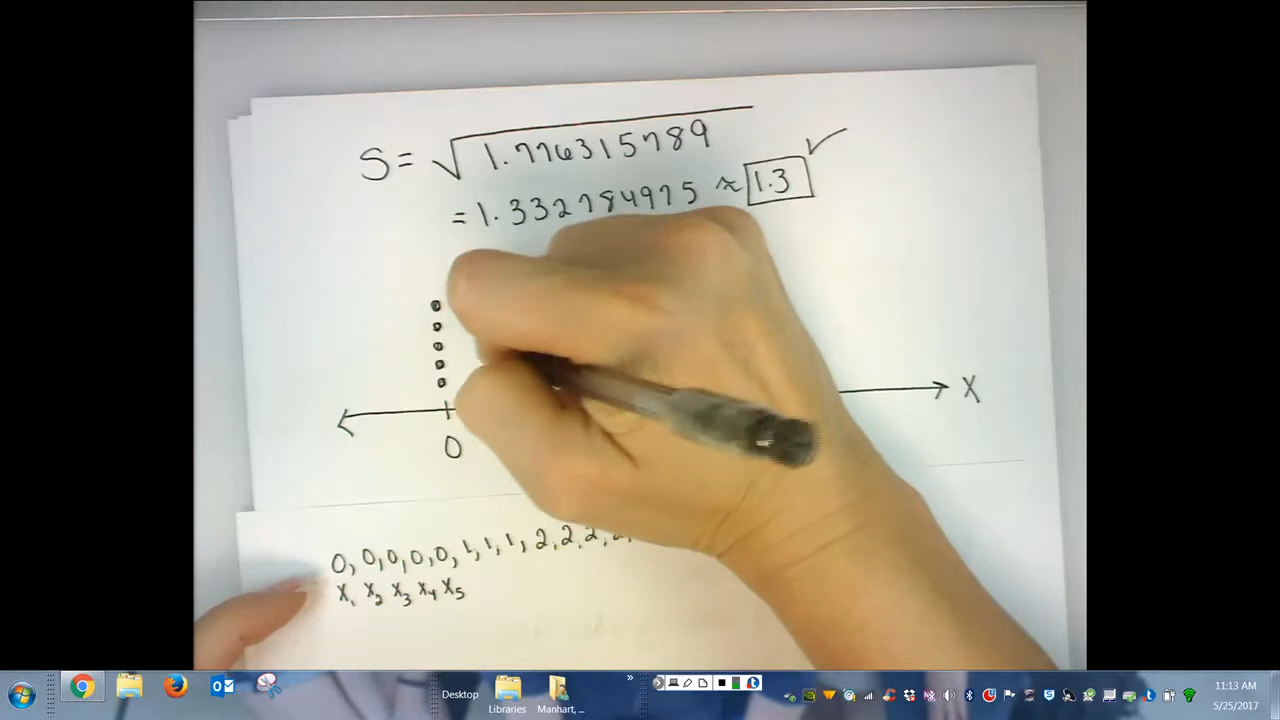 S = √1.776315789
= 1.332784975 ≈ 1.3 ✓
X
0
0, 0, 0, 0, 0, 1, 1, 1, 2, 2, 2,
X₁ X₂ X₃ X₄ X₅
Desktop
Libraries
Manhart, ...
11:13 AM
5/25/2017